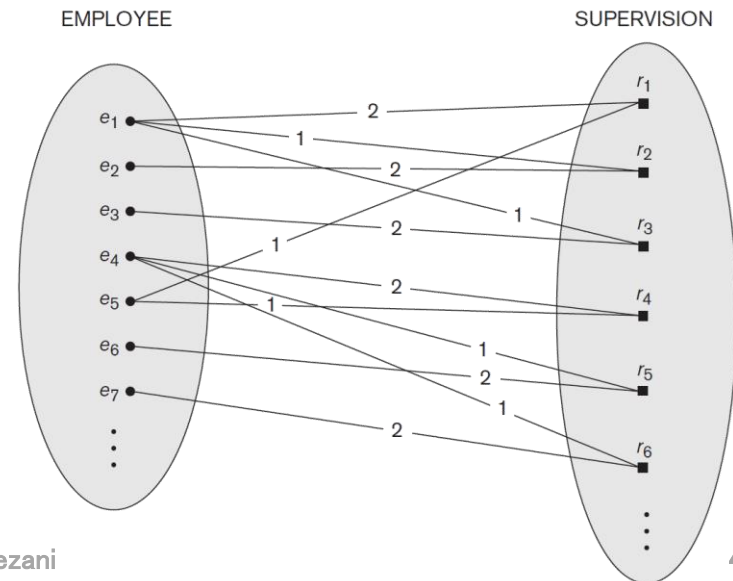 EMPLOYEE
SUPERVISION
e1
e2
e3
e4
e5
e6
e7
2
1
2
1
2
1
2
1
1
2
1
2
r1
r2
r3
r4
r5
r6
ezani